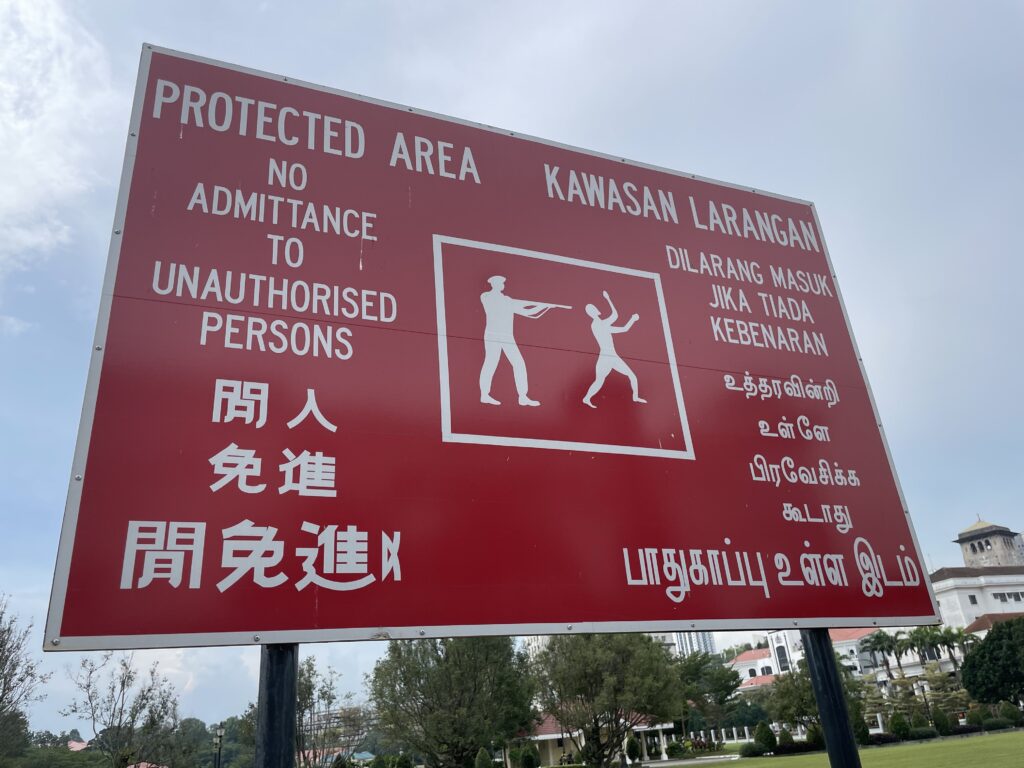 PROTECTED AREA
NO
ADMITTANCE
TO
UNAUTHORISED
PERSONS
閒人
免進
閒免進
KAWASAN LARANGAN
DILARANG MASUK
JIKA TIADA
KEBENARAN
உத்தரவின்றி
உள்ளே
பிரவேசிக்க
கூடாது
பாதுகாப்பு உள்ள இடம்